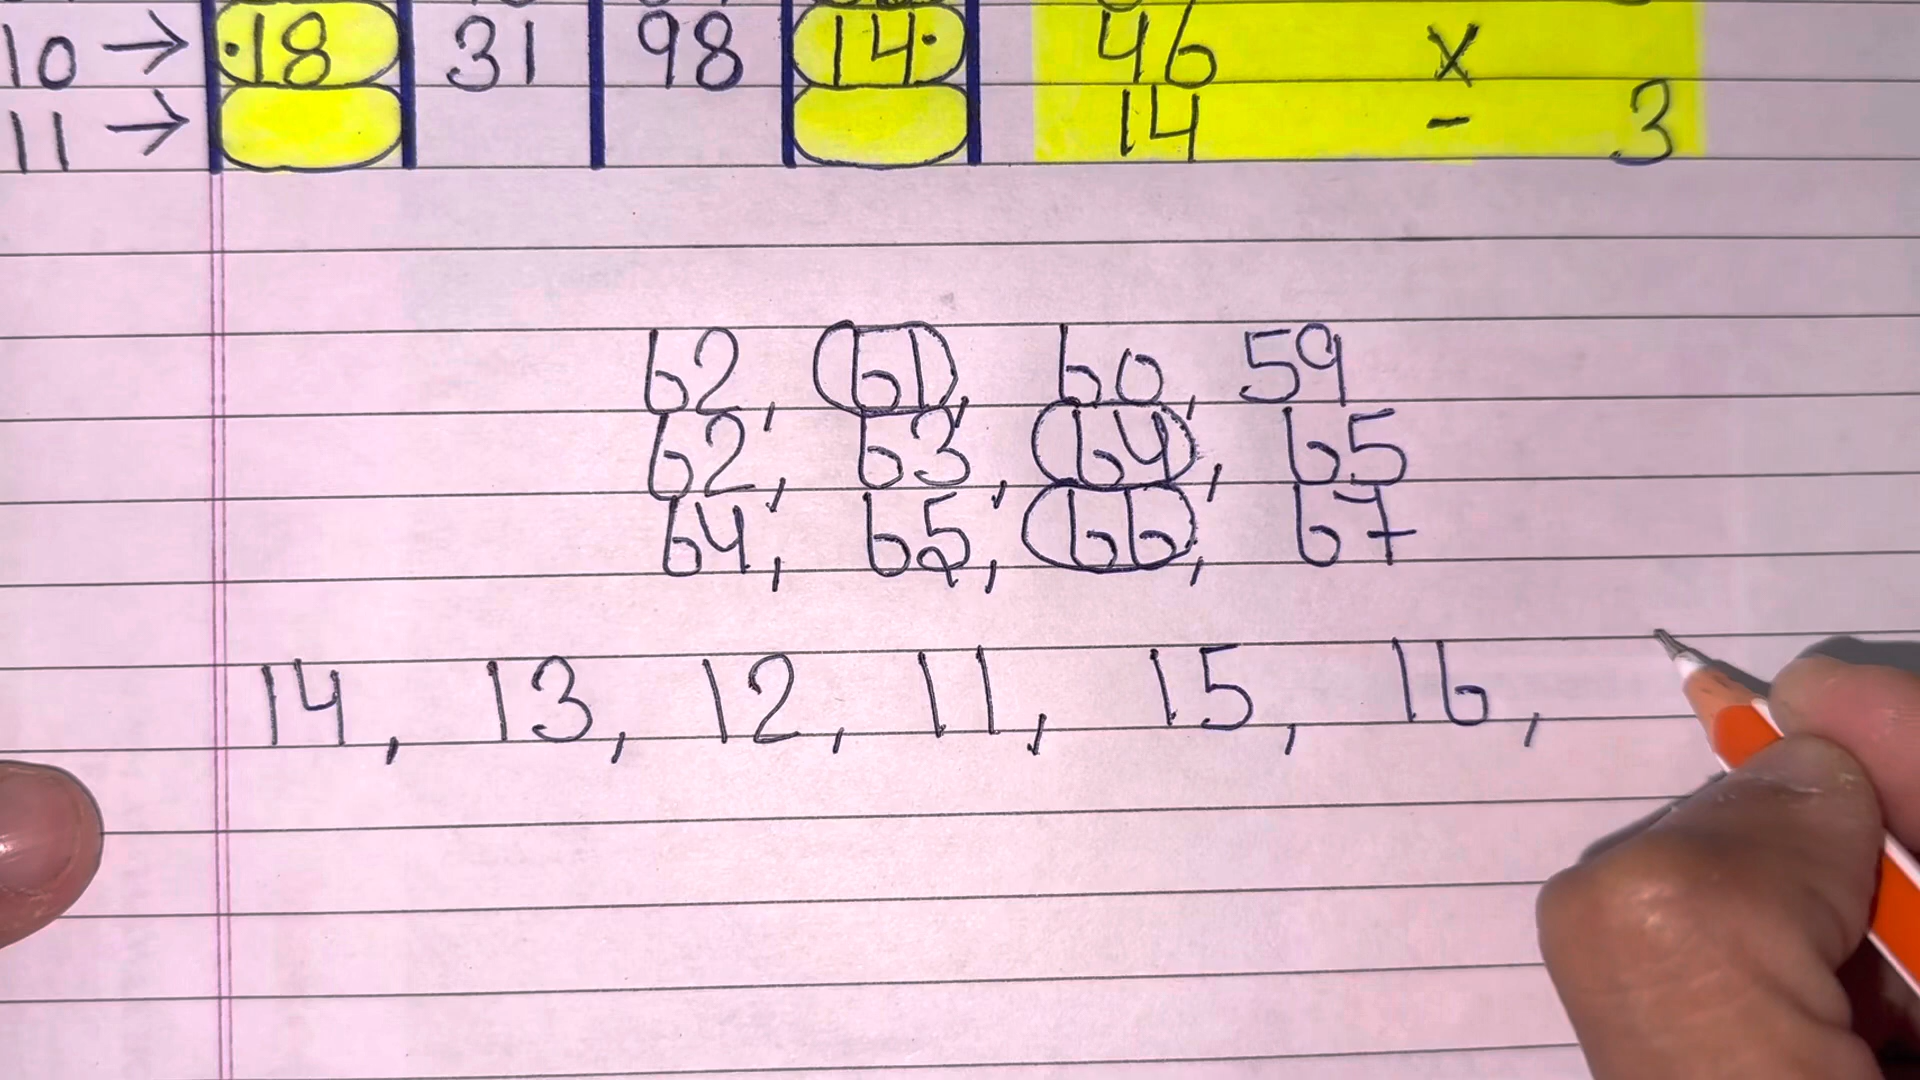 10 → ·18 31 98 14· 46 x
11 → 14 - 3
62, 61, 60, 59
62, 63, 64, 65
64, 65, 66, 67
14, 13, 12, 11, 15, 16,